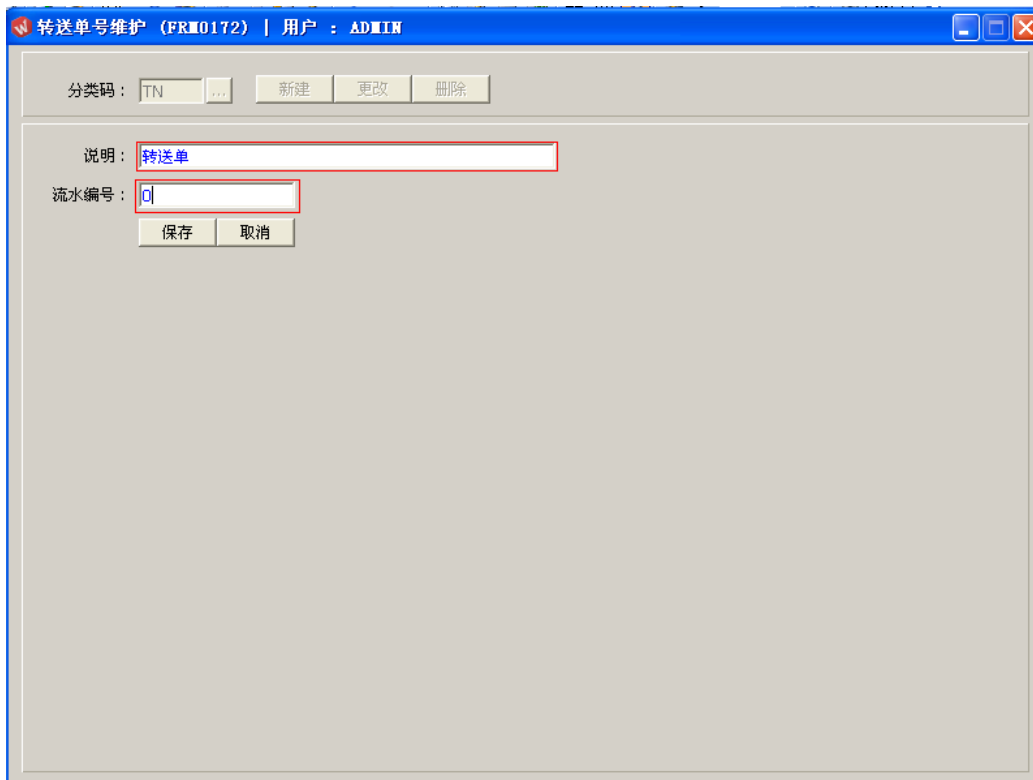 转送单号维护 (FRM0172) | 用户 : ADMIN
分类码： TN ... 新建 更改 删除
说明： 转送单
流水编号： 0
保存 取消